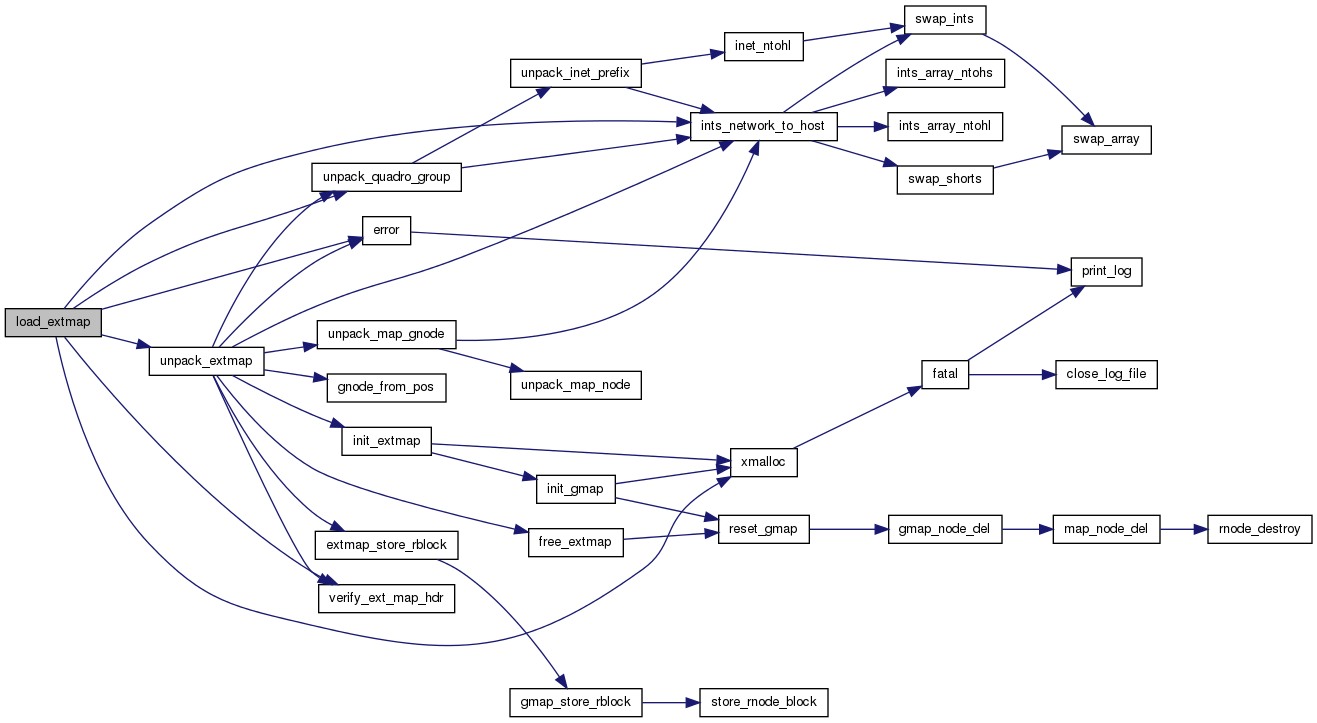 swap_ints
inet_ntohl
unpack_inet_prefix
ints_array_ntohs
ints_network_to_host
ints_array_ntohl
swap_array
unpack_quadro_group
swap_shorts
error
print_log
load_extmap
unpack_map_gnode
unpack_extmap
fatal
close_log_file
gnode_from_pos
unpack_map_node
init_extmap
xmalloc
init_gmap
reset_gmap
gmap_node_del
map_node_del
rnode_destroy
extmap_store_rblock
free_extmap
verify_ext_map_hdr
gmap_store_rblock
store_rnode_block